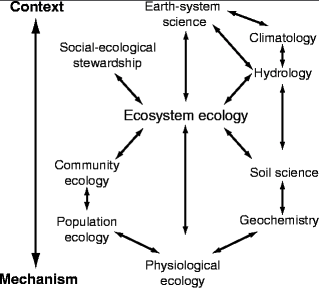 Context
Earth-system
science
Climatology
Social-ecological
stewardship
Hydrology
Ecosystem ecology
Community
ecology
Soil science
Population
ecology
Geochemistry
Physiological
ecology
Mechanism